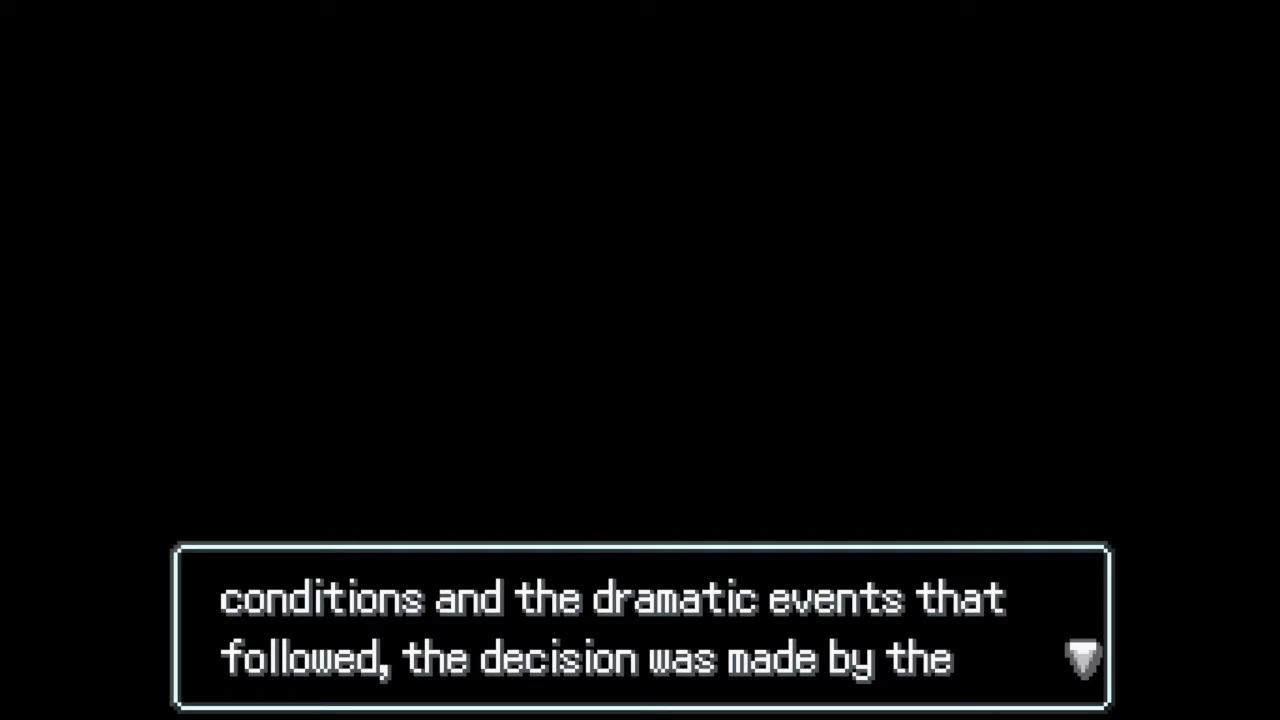 conditions and the dramatic events that
followed, the decision was made by the